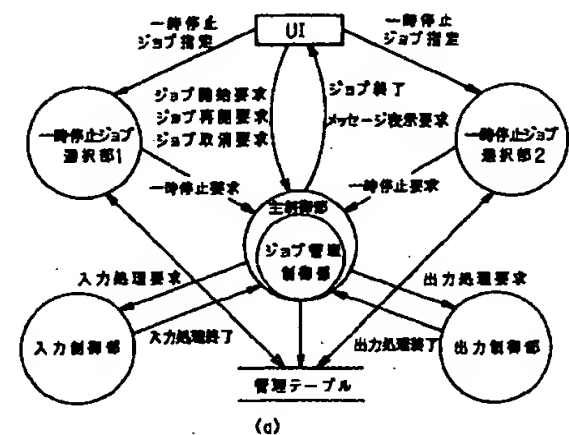 一時停止
ジョブ指定
UI
一時停止
ジョブ指定
ジョブ開始要求
ジョブ再開要求
ジョブ取消要求
ジョブ終了
メッセージ表示要求
一時停止ジョブ
選択部1
一時停止ジョブ
選択部2
一時停止要求
一時停止要求
主制御部
ジョブ管理
制御部
入力処理要求
出力処理要求
入力制御部
入力処理終了
出力処理終了
出力制御部
管理テーブル
(a)